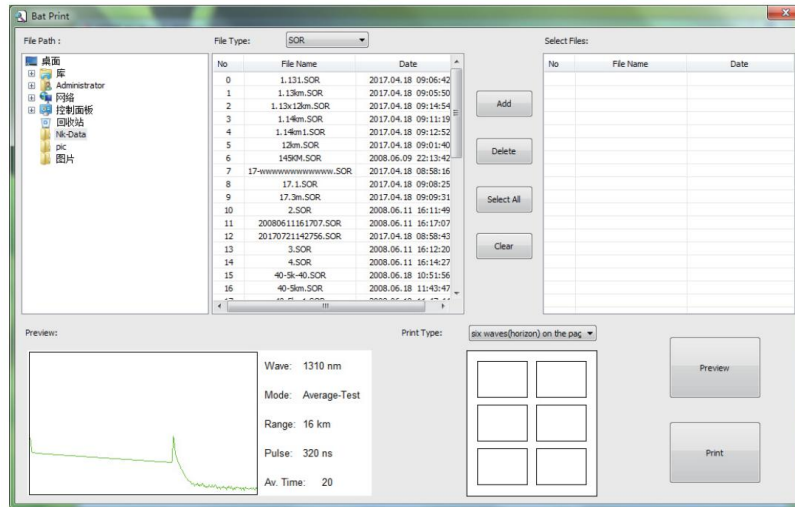 Bat Print
File Path :
File Type:
SOR
Select Files:
桌面
库
Administrator
网络
控制面板
回收站
Nk-Data
pic
图片
No File Name Date
0 1.131.SOR 2017.04.18 09:06:42
1 1.13km.SOR 2017.04.18 09:05:50
2 1.13x12km.SOR 2017.04.18 09:14:54
3 1.14km.SOR 2017.04.18 09:11:19
4 1.14km1.SOR 2017.04.18 09:12:52
5 12km.SOR 2017.04.18 09:01:40
6 145KM.SOR 2008.06.09 22:13:42
7 17-wwwwwwwwwwww.SOR 2017.04.18 08:58:16
8 17.1.SOR 2017.04.18 09:08:25
9 17.3m.SOR 2017.04.18 09:09:31
10 2.SOR 2008.06.11 16:11:49
11 20080611161707.SOR 2008.06.11 16:17:07
12 20170721142756.SOR 2017.04.18 08:58:43
13 3.SOR 2008.06.11 16:12:20
14 4.SOR 2008.06.11 16:14:27
15 40-5k-40.SOR 2008.06.18 10:51:56
16 40-5km.SOR 2008.06.18 11:43:47
Add
Delete
Select All
Clear
No File Name Date
Preview:
Wave: 1310 nm
Mode: Average-Test
Range: 16 km
Pulse: 320 ns
Av. Time: 20
Print Type:
six waves(horizon) on the pag
Preview
Print